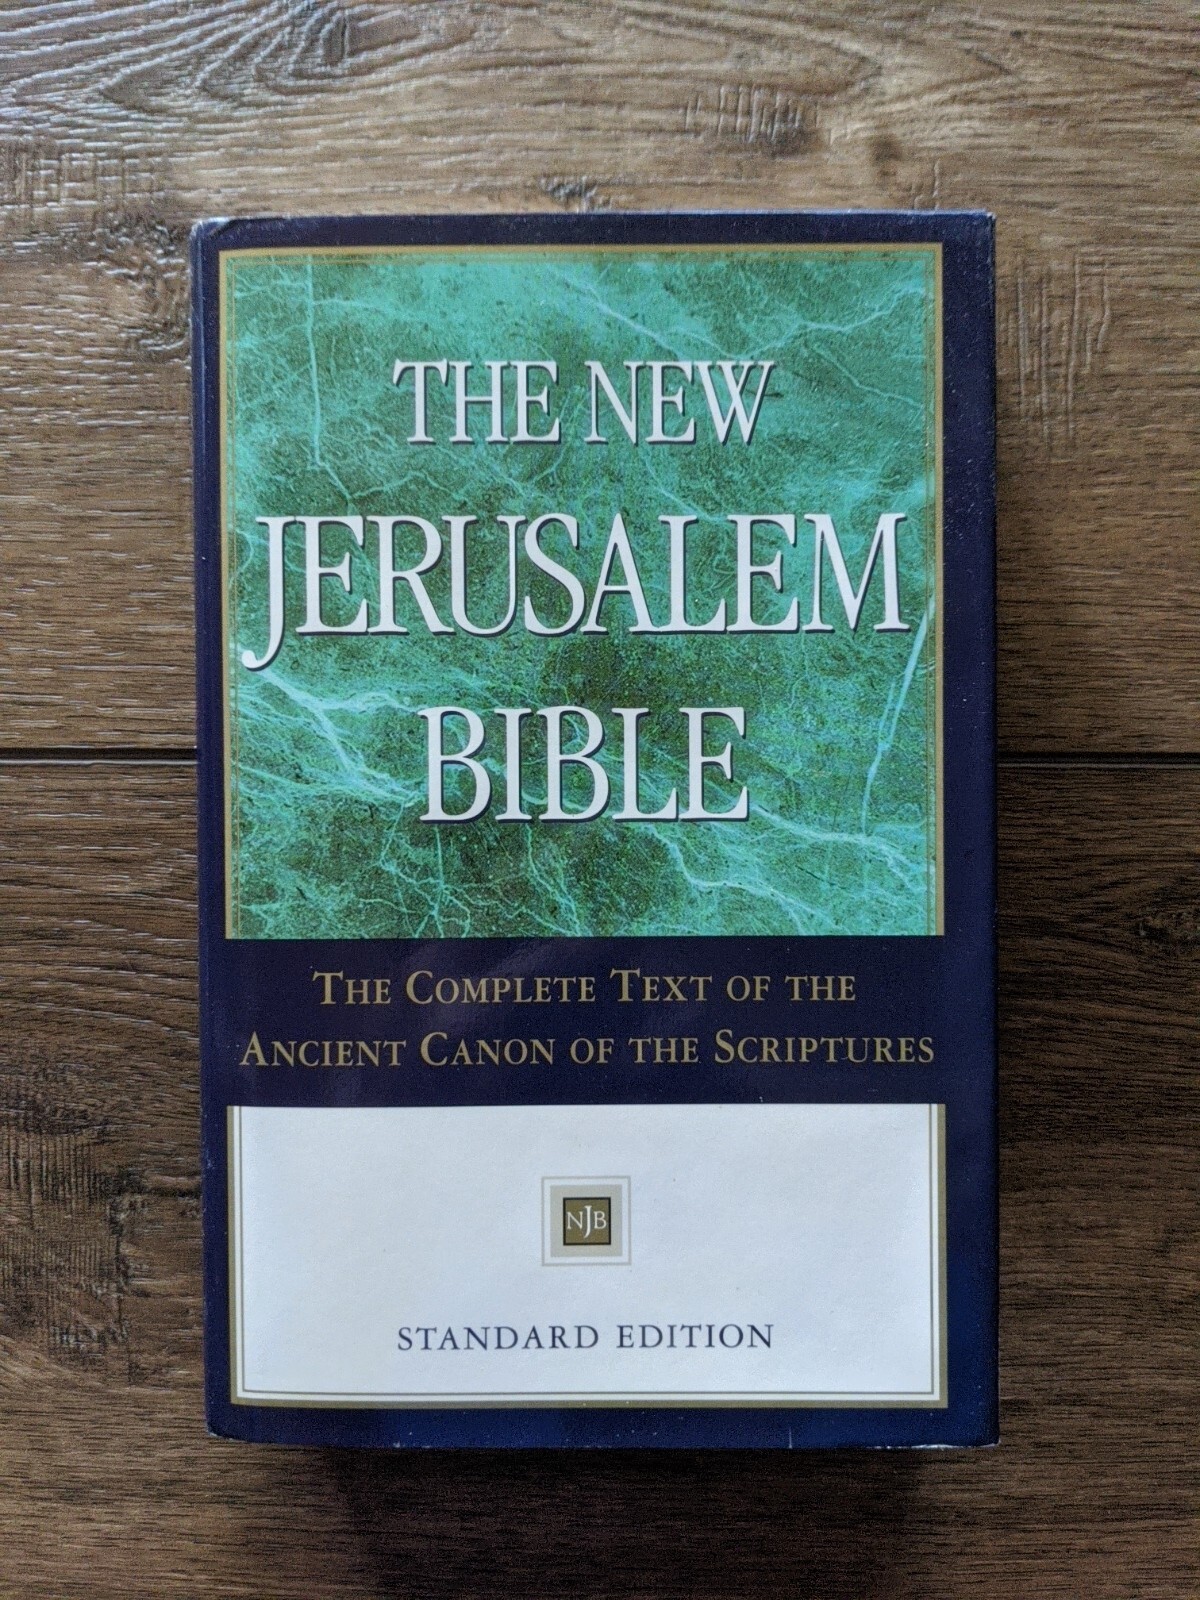 THE NEW
JERUSALEM
BIBLE
THE COMPLETE TEXT OF THE
ANCIENT CANON OF THE SCRIPTURES
NJB
STANDARD EDITION